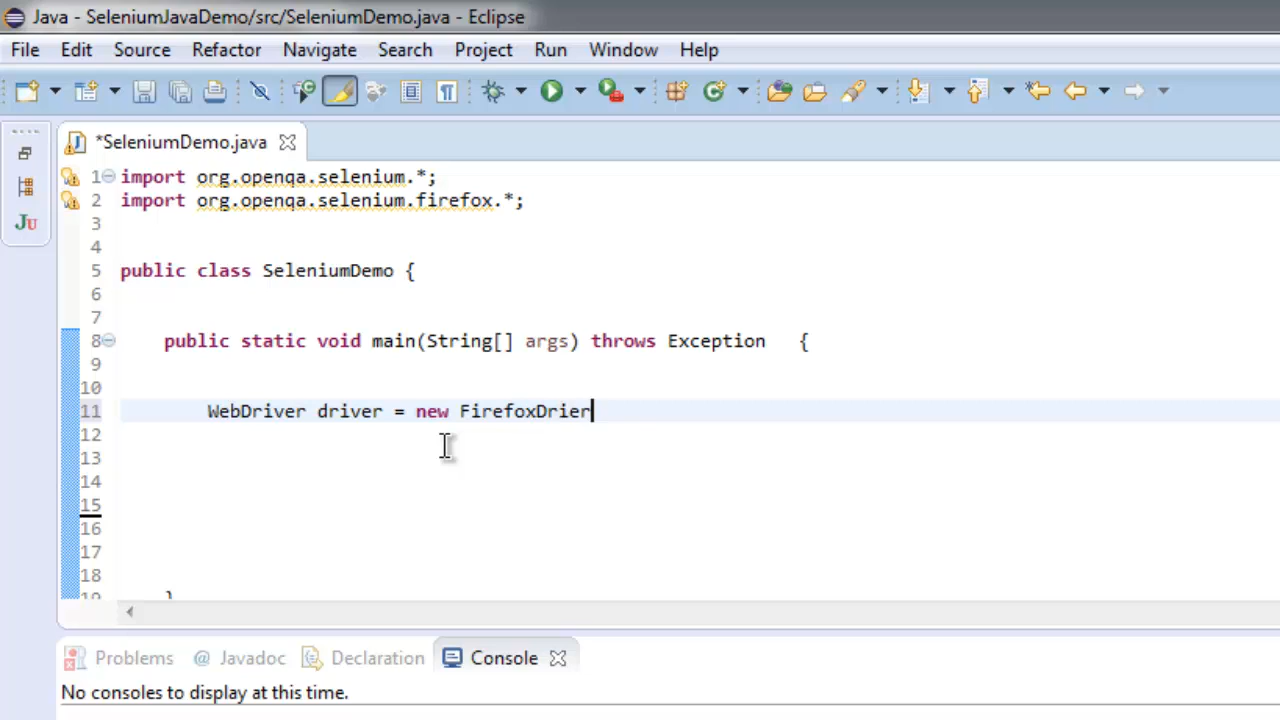 Java - SeleniumJavaDemo/src/SeleniumDemo.java - Eclipse
File Edit Source Refactor Navigate Search Project Run Window Help
*SeleniumDemo.java
1 import org.openqa.selenium.*;
2 import org.openqa.selenium.firefox.*;
3
4
5 public class SeleniumDemo {
6
7
8 public static void main(String[] args) throws Exception {
9
10
11 WebDriver driver = new FirefoxDrier
12
13
14
15
16
17
18
19 }
Problems @ Javadoc Declaration Console
No consoles to display at this time.